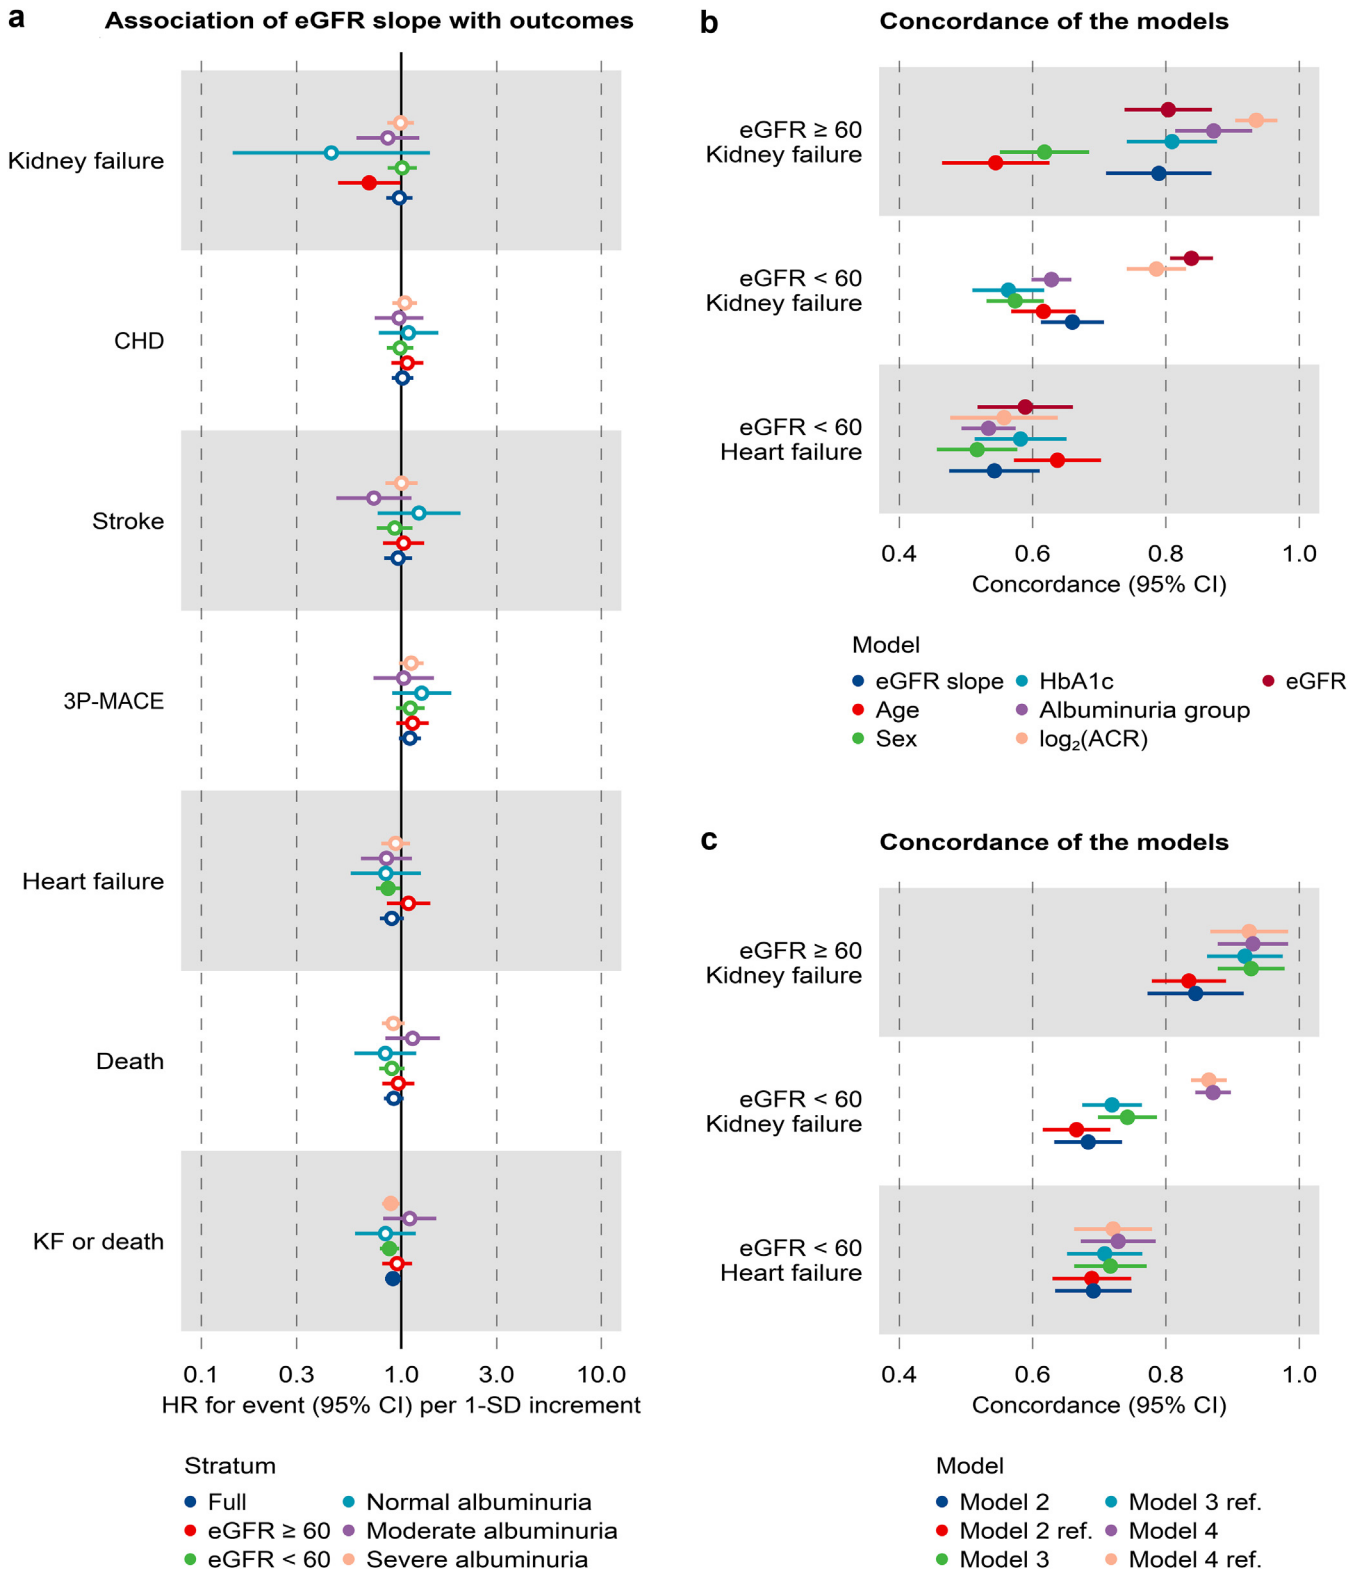 a
Association of eGFR slope with outcomes
Kidney failure
CHD
Stroke
3P-MACE
Heart failure
Death
KF or death
0.1 0.3 1.0 3.0 10.0
HR for event (95% CI) per 1-SD increment
Stratum
Full
eGFR ≥ 60
eGFR < 60
Normal albuminuria
Moderate albuminuria
Severe albuminuria
b
Concordance of the models
eGFR ≥ 60
Kidney failure
eGFR < 60
Kidney failure
eGFR < 60
Heart failure
0.4 0.6 0.8 1.0
Concordance (95% CI)
Model
eGFR slope
Age
Sex
HbA1c
Albuminuria group
log₂(ACR)
eGFR
c
Concordance of the models
eGFR ≥ 60
Kidney failure
eGFR < 60
Kidney failure
eGFR < 60
Heart failure
0.4 0.6 0.8 1.0
Concordance (95% CI)
Model
Model 2
Model 2 ref.
Model 3
Model 3 ref.
Model 4
Model 4 ref.